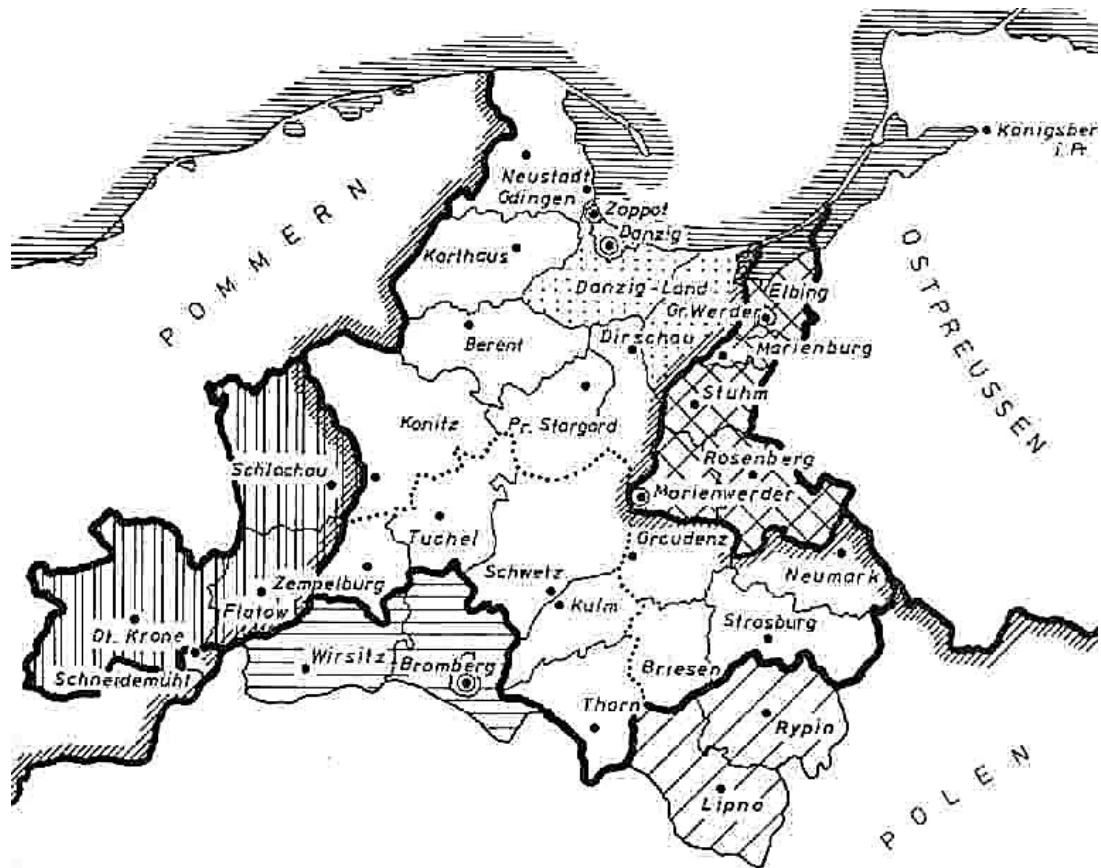 Königsber
i. Pr.
Neustadt
Gdingen
Zoppot
Danzig
POMMERN
Karthaus
OSTPREUSSEN
Danzig-Land
Elbing
Gr. Werder
Dirschau
Marienburg
Berent
Stuhm
Konitz
Pr. Stargard
Rosenberg
Schlochau
Marienwerder
Tuchel
Graudenz
Neumark
Zempelburg
Schwetz
Kulm
Flatow
Strasburg
Dt. Krone
Wirsitz
Bromberg
Briesen
Schneidemühl
Thorn
Rypin
Lipno
POLEN